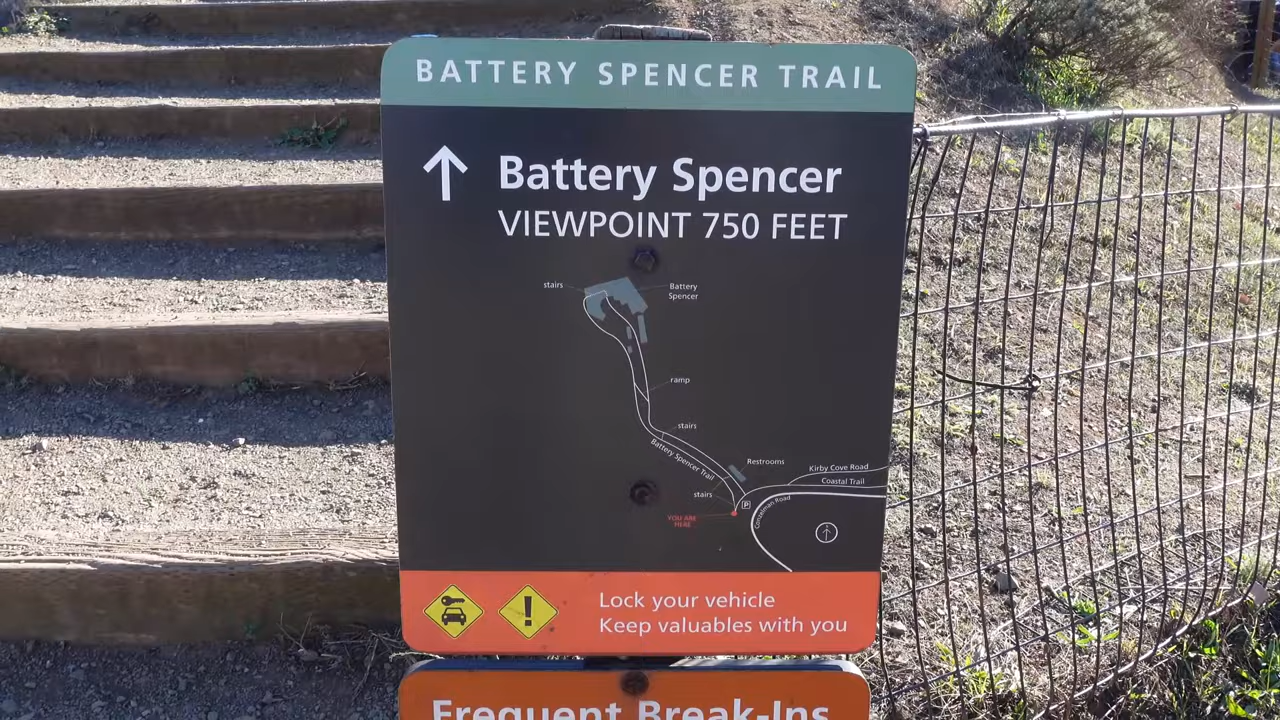 BATTERY SPENCER TRAIL
Battery Spencer
VIEWPOINT 750 FEET
stairs
Battery
Spencer
ramp
stairs
Battery Spencer Trail
Restrooms
Kirby Cove Road
Coastal Trail
stairs
P
Conzelman Road
YOU ARE
HERE
!
Lock your vehicle
Keep valuables with you
Frequent Break-Ins